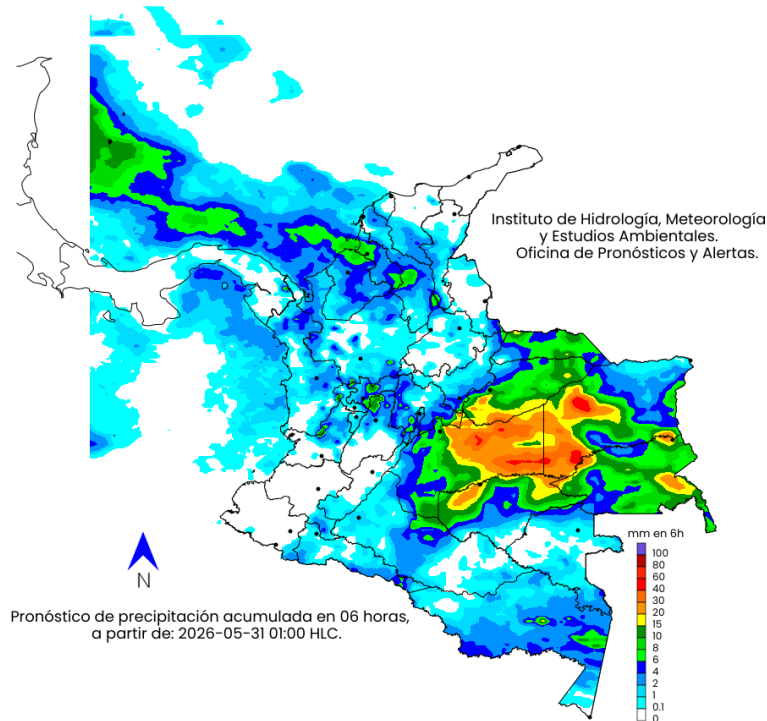 Instituto de Hidrología, Meteorología
y Estudios Ambientales.
Oficina de Pronósticos y Alertas.
mm en 6h
100
80
60
40
30
20
15
10
8
6
4
2
1
0.1
0
N
Pronóstico de precipitación acumulada en 06 horas,
a partir de: 2026-05-31 01:00 HLC.